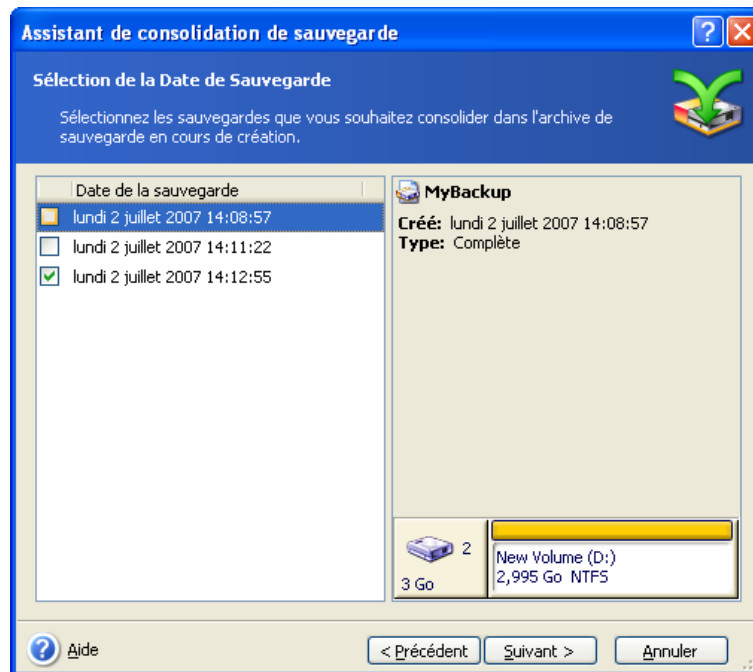 Assistant de consolidation de sauvegarde
Sélection de la Date de Sauvegarde
Sélectionnez les sauvegardes que vous souhaitez consolider dans l'archive de
sauvegarde en cours de création.
Date de la sauvegarde
lundi 2 juillet 2007 14:08:57
lundi 2 juillet 2007 14:11:22
lundi 2 juillet 2007 14:12:55
MyBackup
Créé: lundi 2 juillet 2007 14:08:57
Type: Complète
2
3 Go
New Volume (D:)
2,995 Go NTFS
? Aide
< Précédent
Suivant >
Annuler